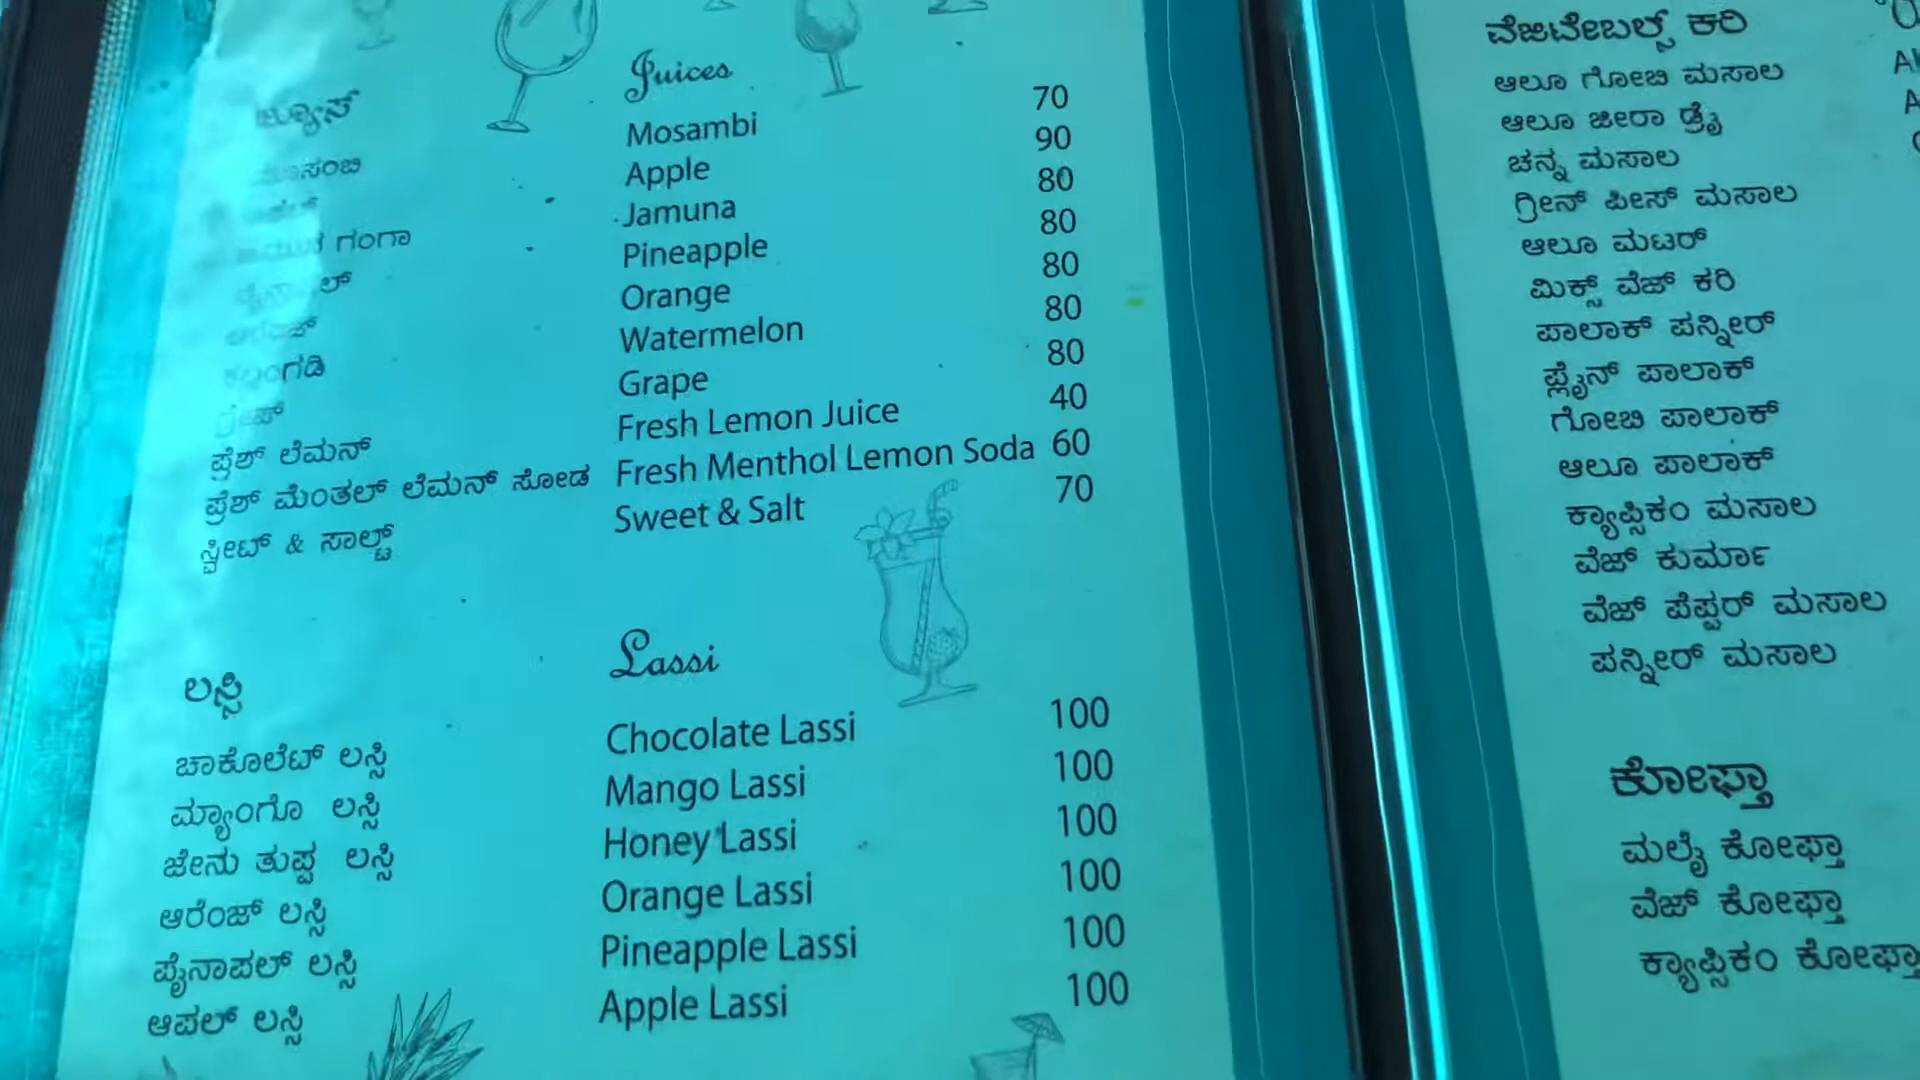 ಜ್ಯೂಸ್ Juices
Mosambi 70
Apple 90
ಗಂಗಾ Jamuna 80
Pineapple 80
Orange 80
Watermelon 80
Grape 80
ಫ್ರೆಶ್ ಲೆಮನ್ Fresh Lemon Juice 40
ಫ್ರೆಶ್ ಮೆಂತಲ್ ಲೆಮನ್ ಸೋಡ Fresh Menthol Lemon Soda 60
ಸ್ವೀಟ್ & ಸಾಲ್ಟ್ Sweet & Salt 70
ಲಸ್ಸಿ Lassi
ಚಾಕೊಲೆಟ್ ಲಸ್ಸಿ Chocolate Lassi 100
ಮ್ಯಾಂಗೊ ಲಸ್ಸಿ Mango Lassi 100
ಜೇನು ತುಪ್ಪ ಲಸ್ಸಿ Honey Lassi 100
ಆರೆಂಜ್ ಲಸ್ಸಿ Orange Lassi 100
ಪೈನಾಪಲ್ ಲಸ್ಸಿ Pineapple Lassi 100
ಆಪಲ್ ಲಸ್ಸಿ Apple Lassi 100
ವೆಜಿಟೇಬಲ್ಸ್ ಕರಿ
ಆಲೂ ಗೋಬಿ ಮಸಾಲ
ಆಲೂ ಜೀರಾ ಡ್ರೈ
ಚನ್ನ ಮಸಾಲ
ಗ್ರೀನ್ ಪೀಸ್ ಮಸಾಲ
ಆಲೂ ಮಟರ್
ಮಿಕ್ಸ್ ವೆಜ್ ಕರಿ
ಪಾಲಾಕ್ ಪನ್ನೀರ್
ಪ್ಲೈನ್ ಪಾಲಾಕ್
ಗೋಬಿ ಪಾಲಾಕ್
ಆಲೂ ಪಾಲಾಕ್
ಕ್ಯಾಪ್ಸಿಕಂ ಮಸಾಲ
ವೆಜ್ ಕುರ್ಮಾ
ವೆಜ್ ಪೆಪ್ಪರ್ ಮಸಾಲ
ಪನ್ನೀರ್ ಮಸಾಲ
ಕೋಫ್ತಾ
ಮಲೈ ಕೋಫ್ತಾ
ವೆಜ್ ಕೋಫ್ತಾ
ಕ್ಯಾಪ್ಸಿಕಂ ಕೋಫ್ತಾ